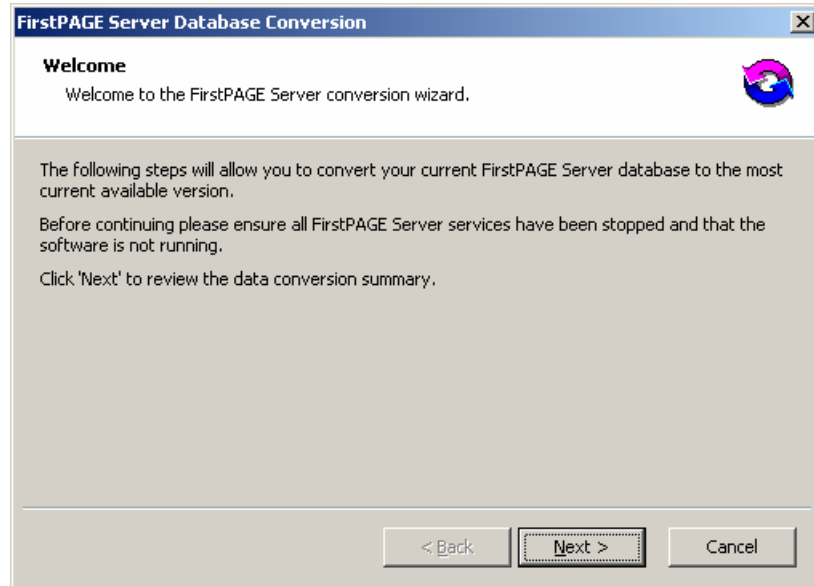 FirstPAGE Server Database Conversion
Welcome
Welcome to the FirstPAGE Server conversion wizard.
The following steps will allow you to convert your current FirstPAGE Server database to the most
current available version.
Before continuing please ensure all FirstPAGE Server services have been stopped and that the
software is not running.
Click 'Next' to review the data conversion summary.
< Back Next > Cancel